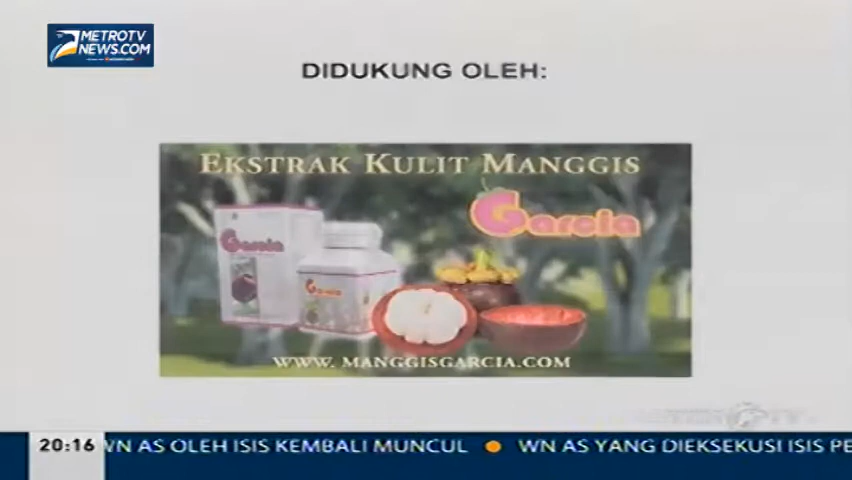 METROTV
NEWS.COM
DIDUKUNG OLEH:
EKSTRAK KULIT MANGGIS
Garcia
Garcia
Garcia
WWW. MANGGISGARCIA.COM
20:16 WN AS OLEH ISIS KEMBALI MUNCUL ● WN AS YANG DIEKSEKUSI ISIS PE